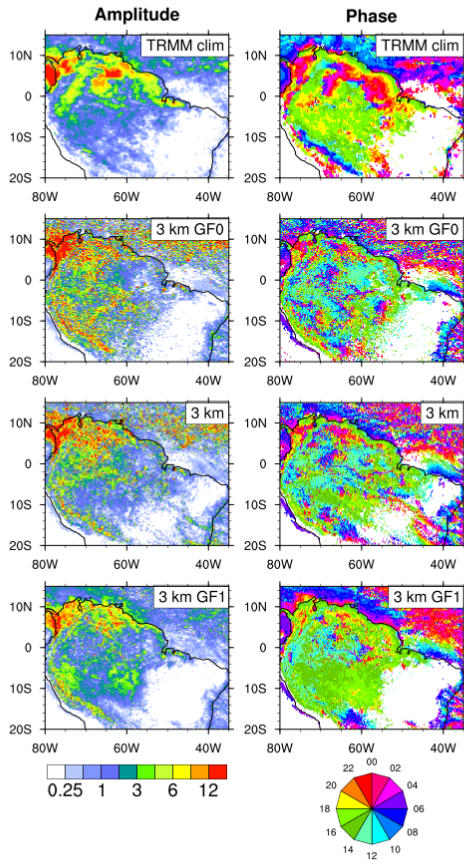 Amplitude
Phase
TRMM clim
TRMM clim
10N
0
10S
20S
80W 60W 40W
10N
0
10S
20S
80W 60W 40W
3 km GF0
3 km GF0
10N
0
10S
20S
80W 60W 40W
10N
0
10S
20S
80W 60W 40W
3 km
3 km
10N
0
10S
20S
80W 60W 40W
10N
0
10S
20S
80W 60W 40W
3 km GF1
3 km GF1
10N
0
10S
20S
80W 60W 40W
10N
0
10S
20S
80W 60W 40W
0.25 1 3 6 12
00
22 02
20 04
18 06
16 08
14 10
12